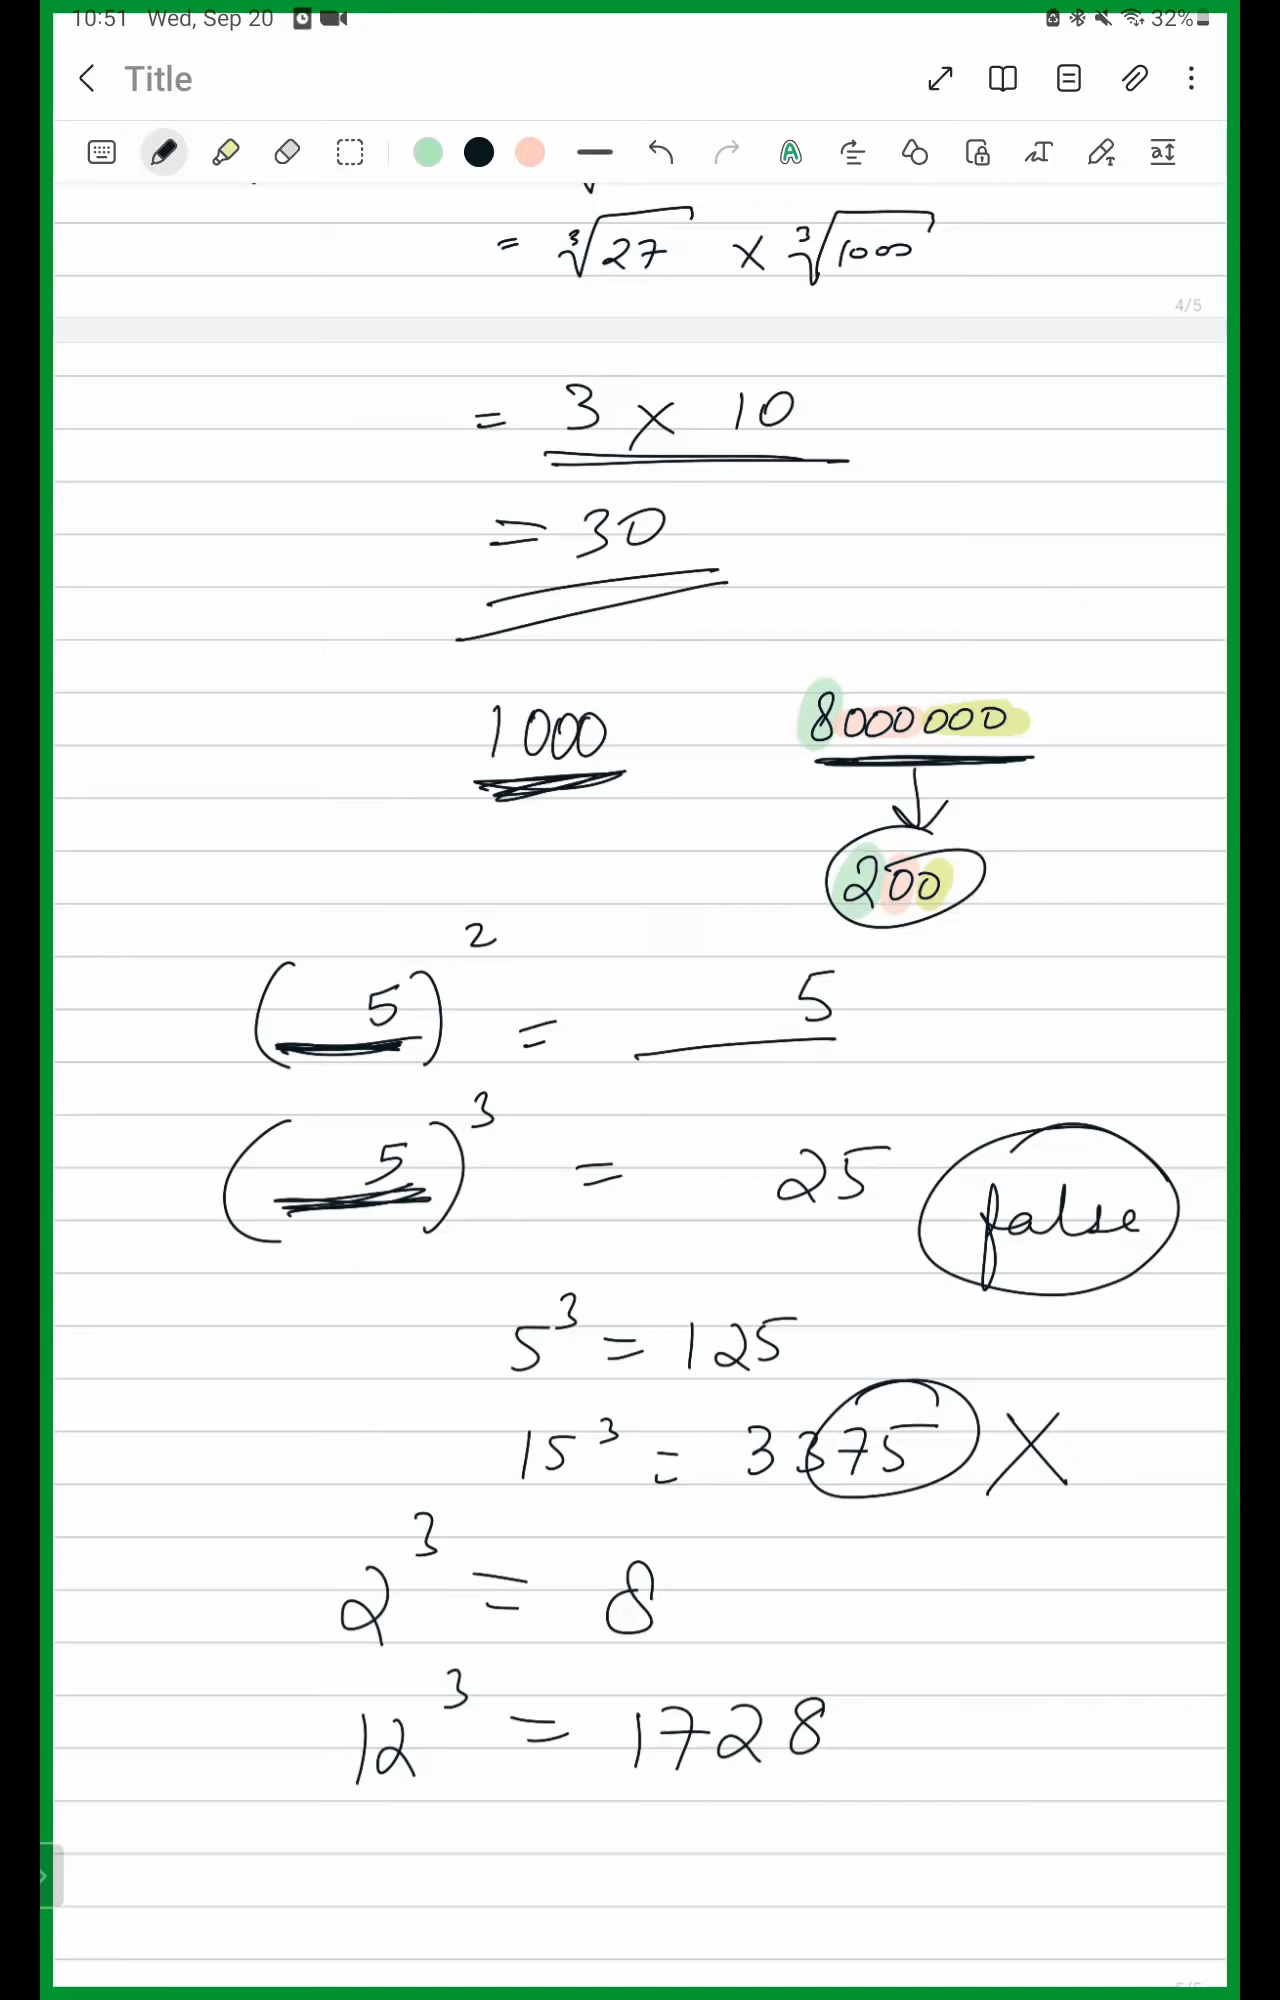 10:51 Wed, Sep 20 32%
Title
= ∛27 × ∛1000
4/5
= 3 × 10
= 30
1000 8000000
↓
200
( 5)² = 5
( 5)³ = 25 false
5³ = 125
15³ = 3375 X
2³ = 8
12³ = 1728